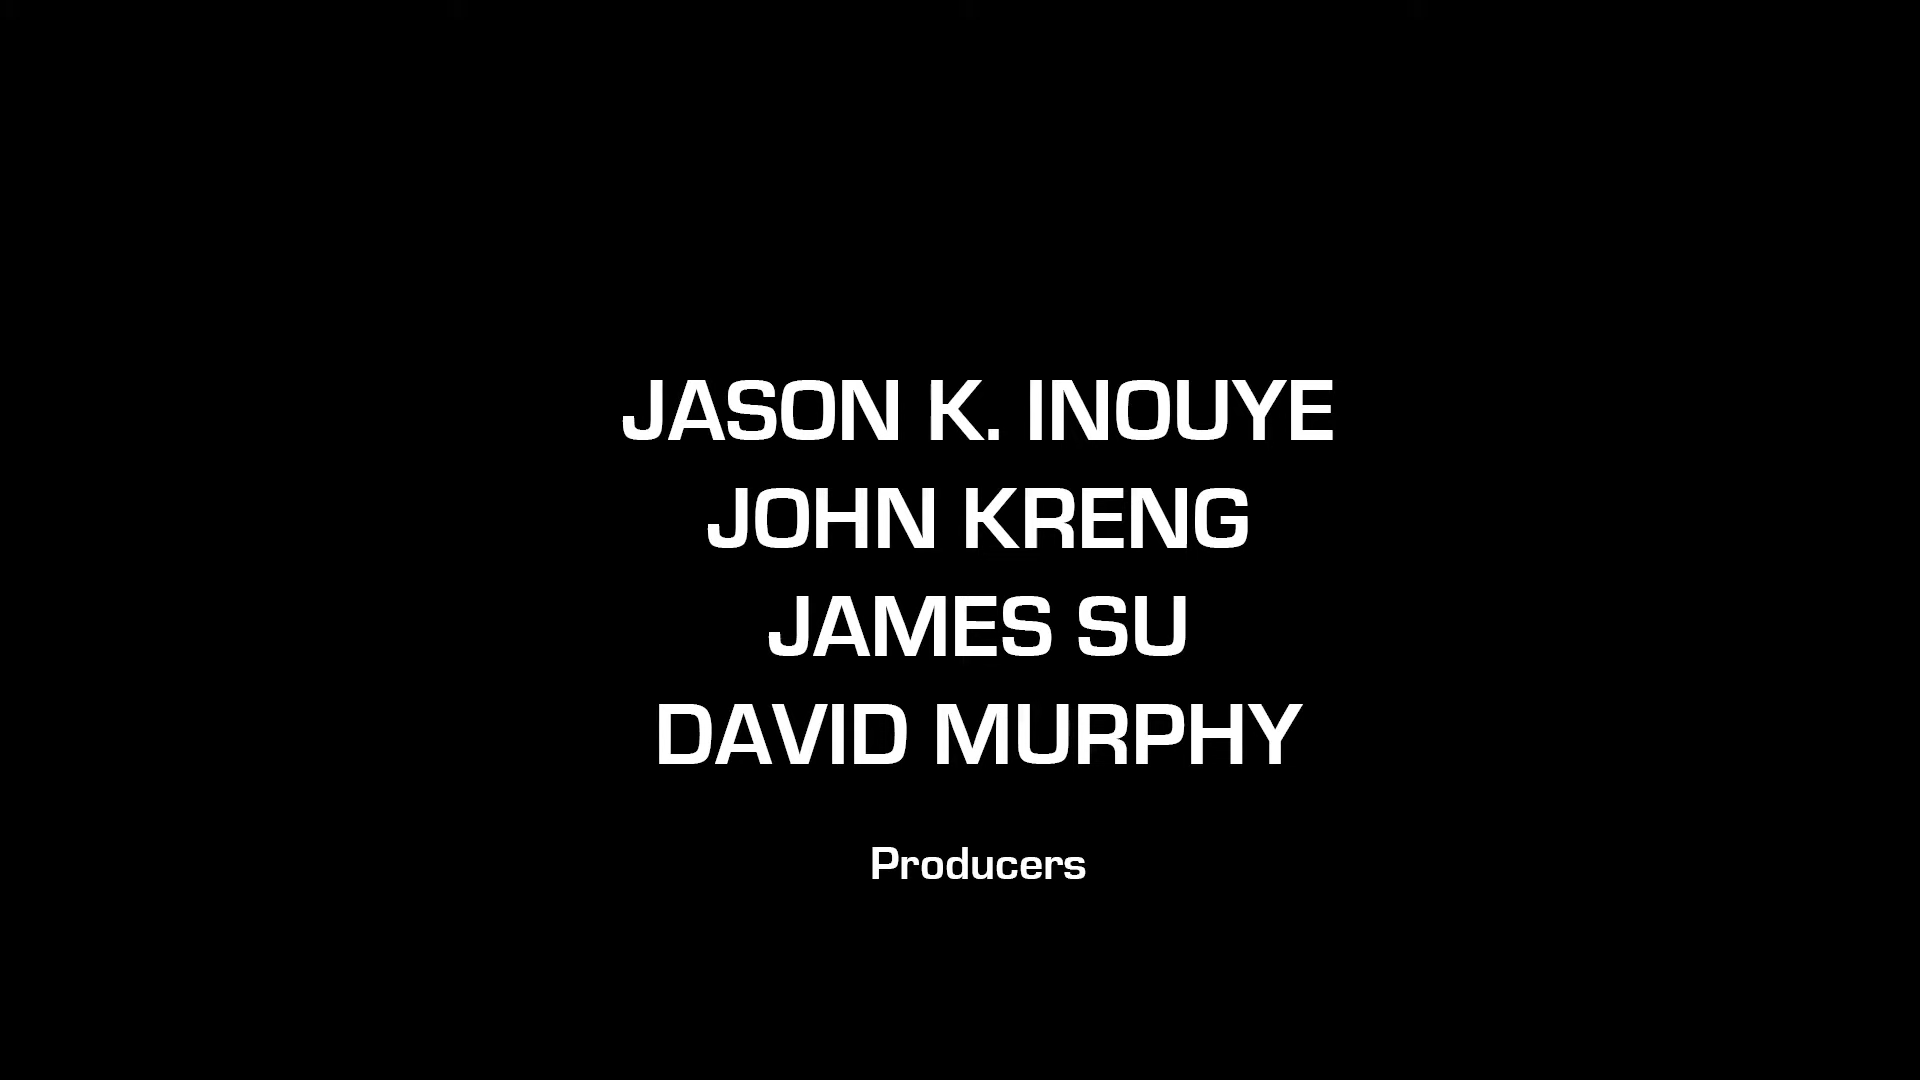 JASON K. INOUYE
JOHN KRENG
JAMES SU
DAVID MURPHY
Producers